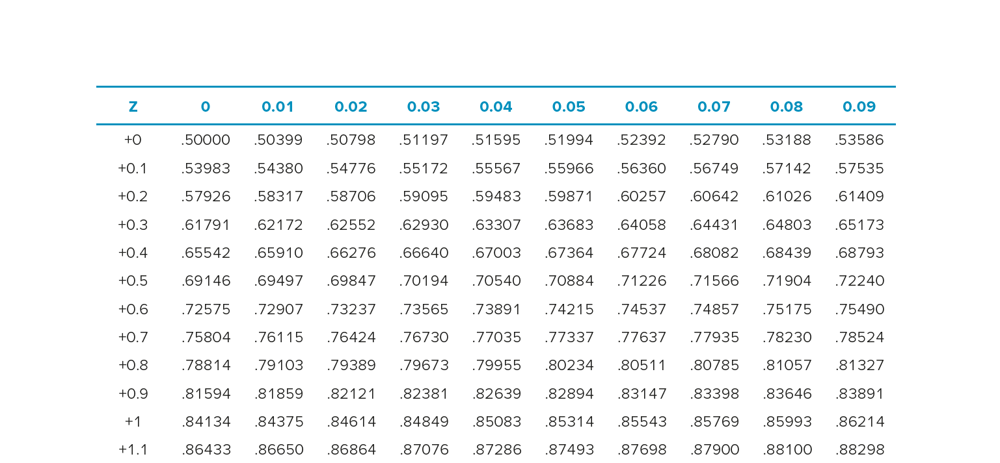 Z 0 0.01 0.02 0.03 0.04 0.05 0.06 0.07 0.08 0.09
+0 .50000 .50399 .50798 .51197 .51595 .51994 .52392 .52790 .53188 .53586
+0.1 .53983 .54380 .54776 .55172 .55567 .55966 .56360 .56749 .57142 .57535
+0.2 .57926 .58317 .58706 .59095 .59483 .59871 .60257 .60642 .61026 .61409
+0.3 .61791 .62172 .62552 .62930 .63307 .63683 .64058 .64431 .64803 .65173
+0.4 .65542 .65910 .66276 .66640 .67003 .67364 .67724 .68082 .68439 .68793
+0.5 .69146 .69497 .69847 .70194 .70540 .70884 .71226 .71566 .71904 .72240
+0.6 .72575 .72907 .73237 .73565 .73891 .74215 .74537 .74857 .75175 .75490
+0.7 .75804 .76115 .76424 .76730 .77035 .77337 .77637 .77935 .78230 .78524
+0.8 .78814 .79103 .79389 .79673 .79955 .80234 .80511 .80785 .81057 .81327
+0.9 .81594 .81859 .82121 .82381 .82639 .82894 .83147 .83398 .83646 .83891
+1 .84134 .84375 .84614 .84849 .85083 .85314 .85543 .85769 .85993 .86214
+1.1 .86433 .86650 .86864 .87076 .87286 .87493 .87698 .87900 .88100 .88298